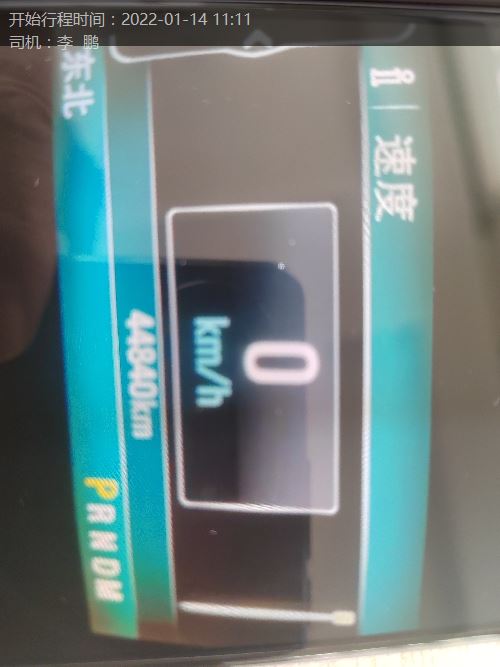 开始行程时间：2022-01-14 11:11
司机：李 鹏
i 速度
0
km/h
44840km
东北
P R N D M